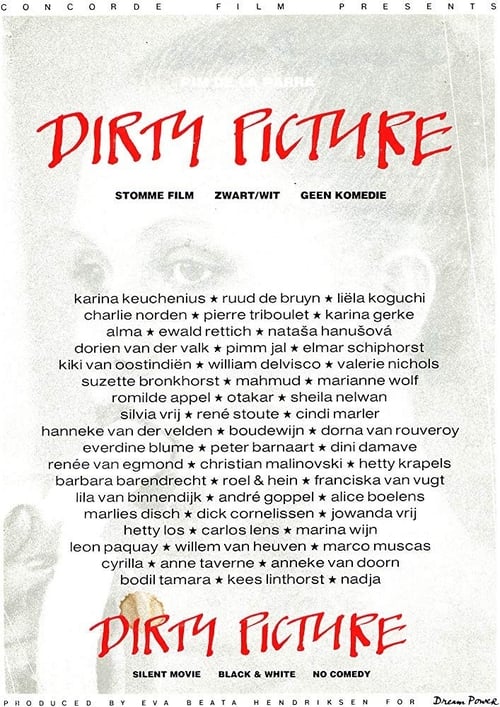 CONCORDE FILM PRESENTS
PIM DE LA PARRA
DIRTY PICTURE
STOMME FILM ZWART/WIT GEEN KOMEDIE
karina keuchenius ★ ruud de bruyn ★ liëla koguchi
charlie norden ★ pierre triboulet ★ karina gerke
alma ★ ewald rettich ★ nataša hanušová
dorien van der valk ★ pimm jal ★ elmar schiphorst
kiki van oostindiën ★ william delvisco ★ valerie nichols
suzette bronkhorst ★ mahmud ★ marianne wolf
romilde appel ★ otakar ★ sheila nelwan
silvia vrij ★ rené stoute ★ cindi marler
hanneke van der velden ★ boudewijn ★ dorna van rouveroy
everdine blume ★ peter barnaart ★ dini damave
renée van egmond ★ christian malinovski ★ hetty krapels
barbara barendrecht ★ roel & hein ★ franciska van vugt
lila van binnendijk ★ andré goppel ★ alice boelens
marlies disch ★ dick cornelissen ★ jowanda vrij
hetty los ★ carlos lens ★ marina wijn
leon paquay ★ willem van heuven ★ marco muscas
cyrilla ★ anne taverne ★ anneke van doorn
bodil tamara ★ kees linthorst ★ nadja
DIRTY PICTURE
SILENT MOVIE BLACK & WHITE NO COMEDY
PRODUCED BY EVA BEATA HENDRIKSEN FOR Dream Power